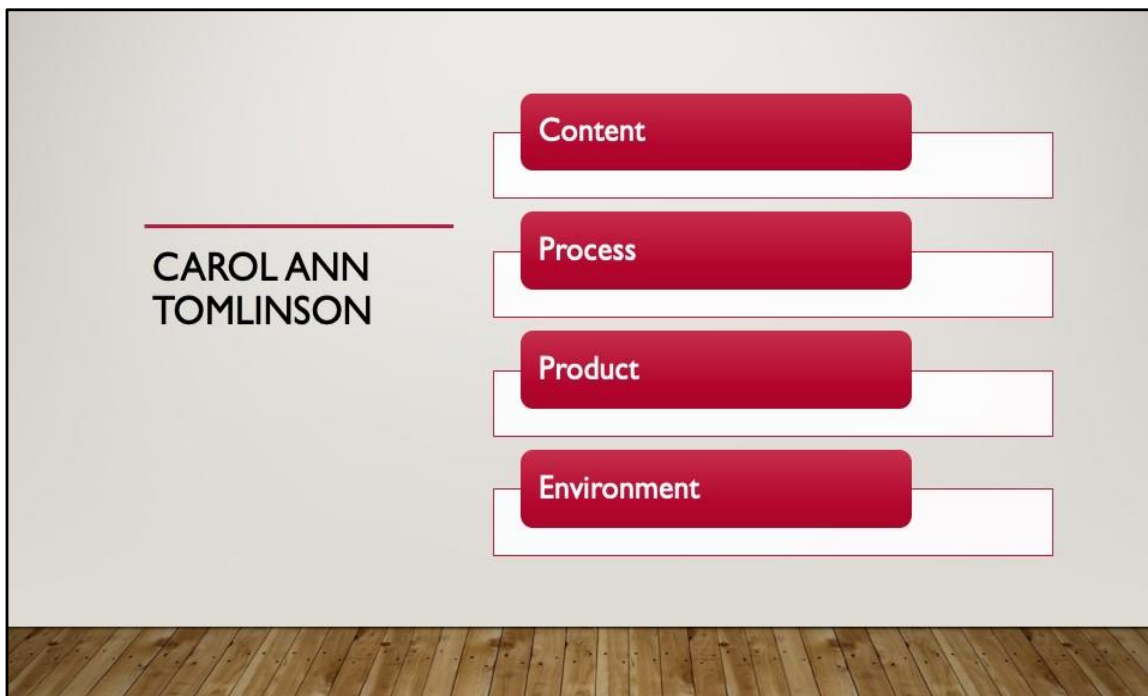 CAROL ANN
TOMLINSON
Content
Process
Product
Environment